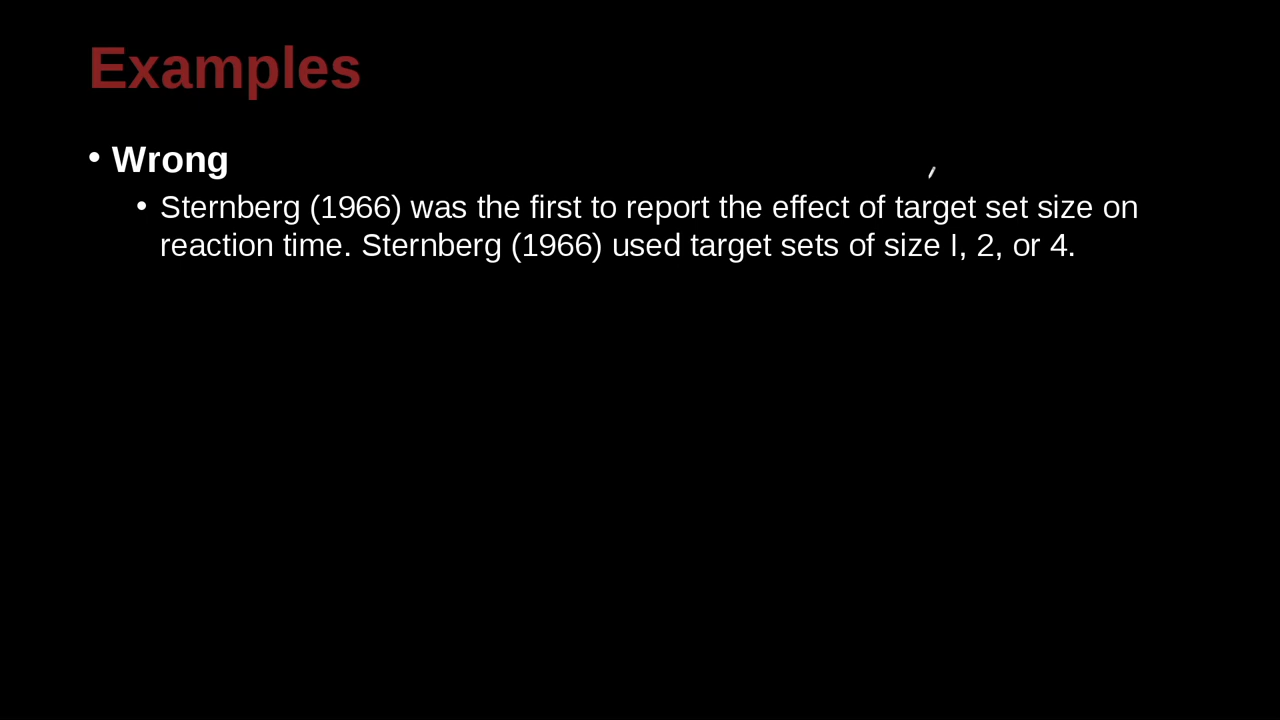 Examples
• Wrong
• Sternberg (1966) was the first to report the effect of target set size on
reaction time. Sternberg (1966) used target sets of size I, 2, or 4.